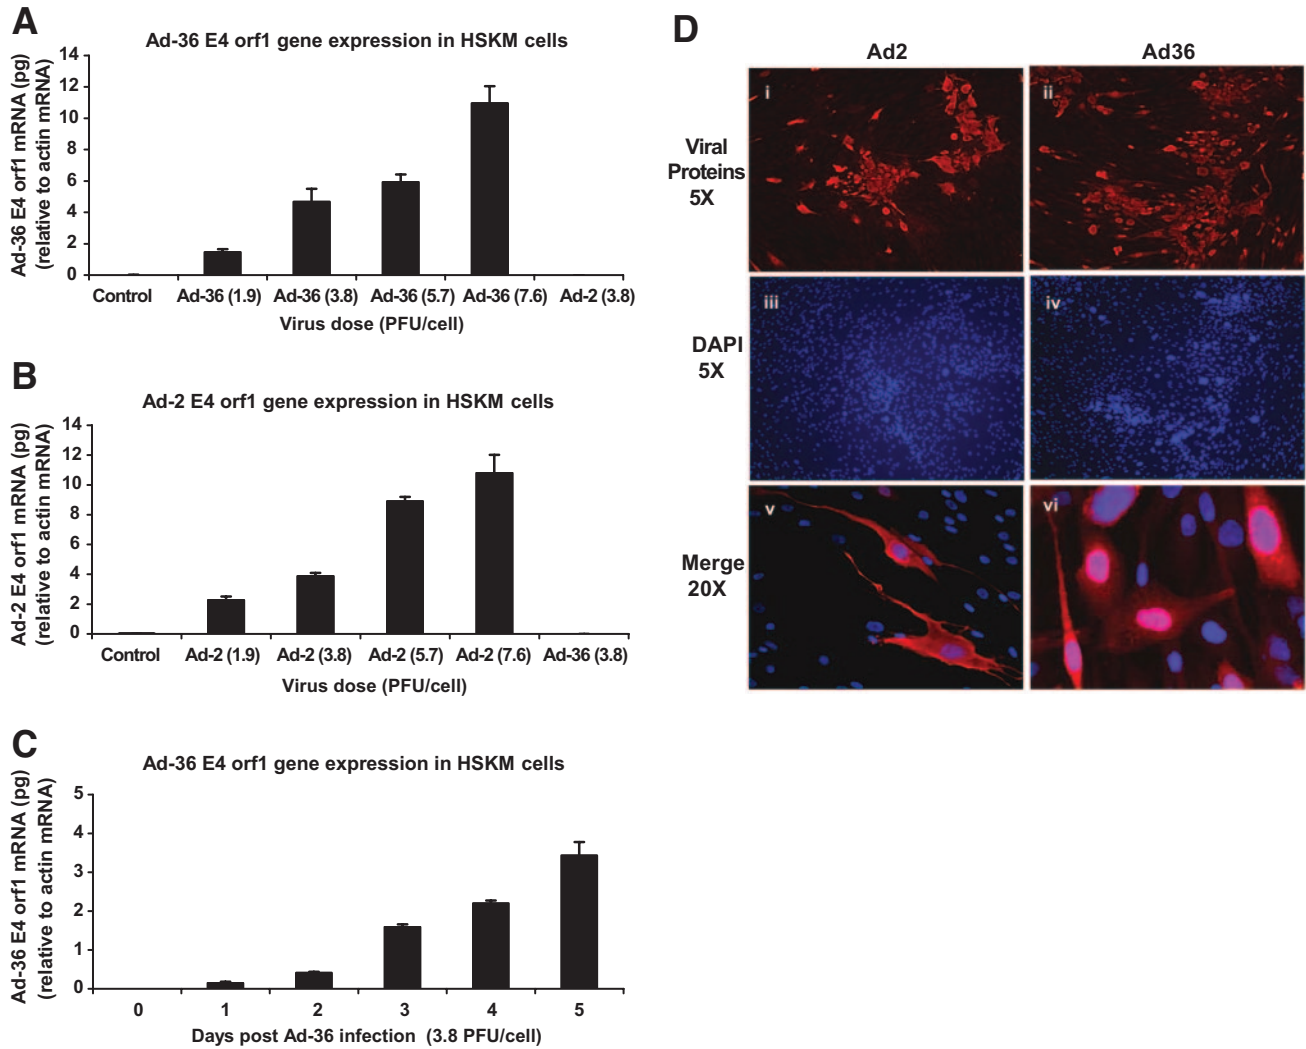 A
Ad-36 E4 orf1 gene expression in HSKM cells
Ad-36 E4 orf1 mRNA (pg)
(relative to actin mRNA)
14
12
10
8
6
4
2
0
Control Ad-36 (1.9) Ad-36 (3.8) Ad-36 (5.7) Ad-36 (7.6) Ad-2 (3.8)
Virus dose (PFU/cell)
B
Ad-2 E4 orf1 gene expression in HSKM cells
Ad-2 E4 orf1 mRNA (pg)
(relative to actin mRNA)
14
12
10
8
6
4
2
0
Control Ad-2 (1.9) Ad-2 (3.8) Ad-2 (5.7) Ad-2 (7.6) Ad-36 (3.8)
Virus dose (PFU/cell)
C
Ad-36 E4 orf1 gene expression in HSKM cells
Ad-36 E4 orf1 mRNA (pg)
(relative to actin mRNA)
5
4
3
2
1
0
0 1 2 3 4 5
Days post Ad-36 infection (3.8 PFU/cell)
D
Ad2 Ad36
Viral
Proteins
5X
i ii
DAPI
5X
iii iv
Merge
20X
v vi